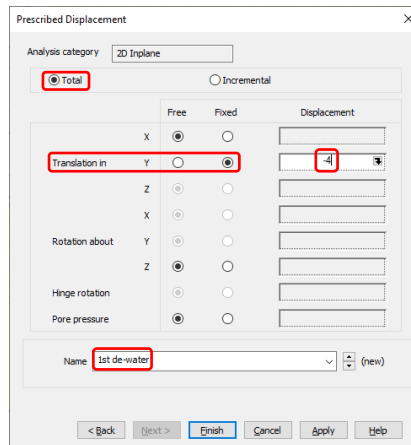 Prescribed Displacement
Analysis category 2D Inplane
Total Incremental
Free Fixed Displacement
X
Translation in Y -4
Z
X
Rotation about Y
Z
Hinge rotation
Pore pressure
Name 1st de-water (new)
< Back Next > Finish Cancel Apply Help